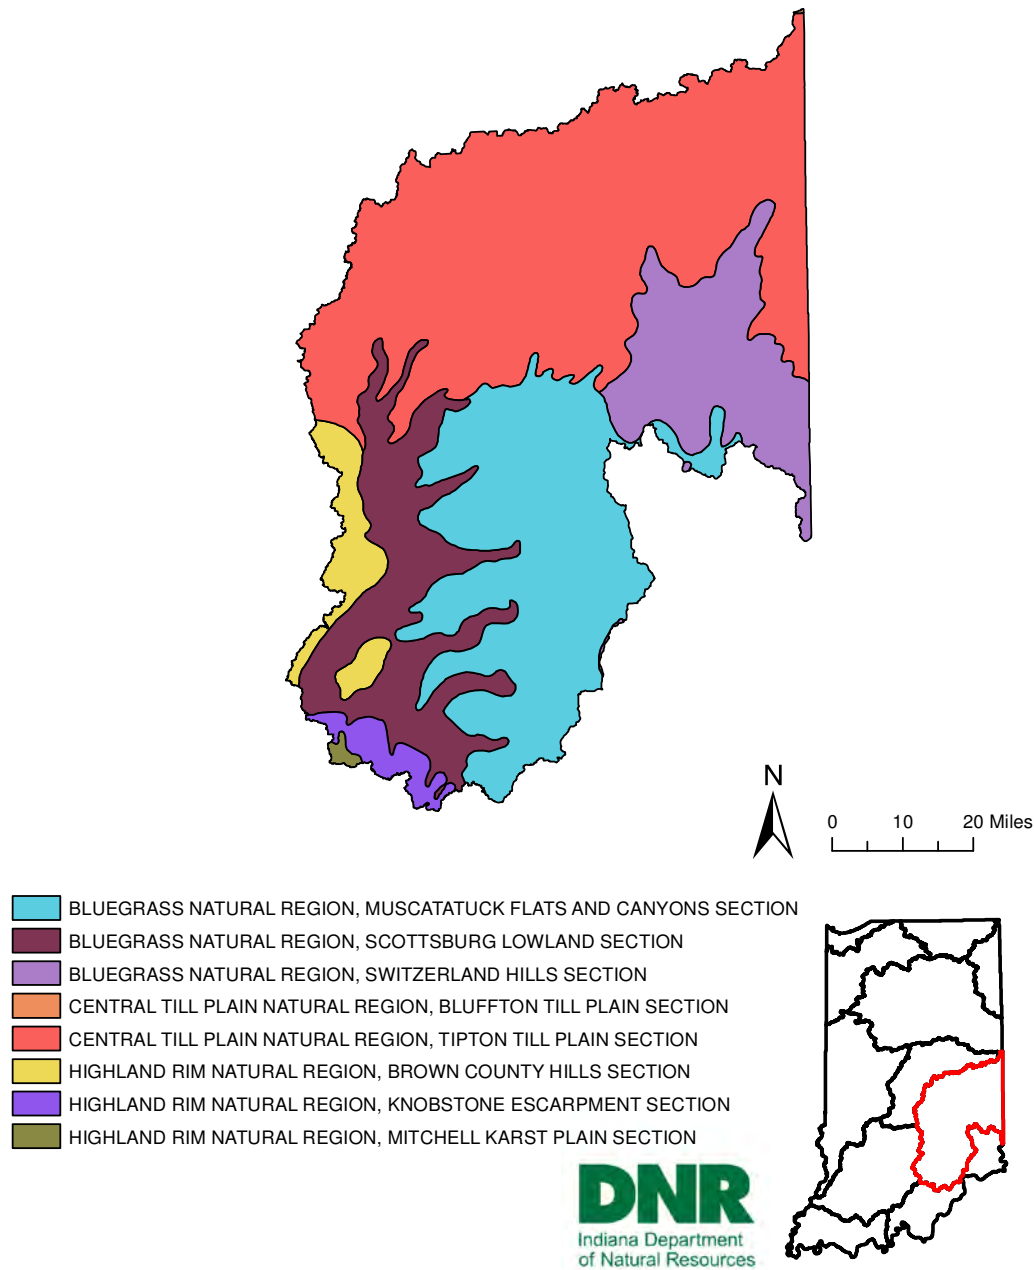 N
0 10 20 Miles
BLUEGRASS NATURAL REGION, MUSCATATUCK FLATS AND CANYONS SECTION
BLUEGRASS NATURAL REGION, SCOTTSBURG LOWLAND SECTION
BLUEGRASS NATURAL REGION, SWITZERLAND HILLS SECTION
CENTRAL TILL PLAIN NATURAL REGION, BLUFFTON TILL PLAIN SECTION
CENTRAL TILL PLAIN NATURAL REGION, TIPTON TILL PLAIN SECTION
HIGHLAND RIM NATURAL REGION, BROWN COUNTY HILLS SECTION
HIGHLAND RIM NATURAL REGION, KNOBSTONE ESCARPMENT SECTION
HIGHLAND RIM NATURAL REGION, MITCHELL KARST PLAIN SECTION
DNR
Indiana Department
of Natural Resources